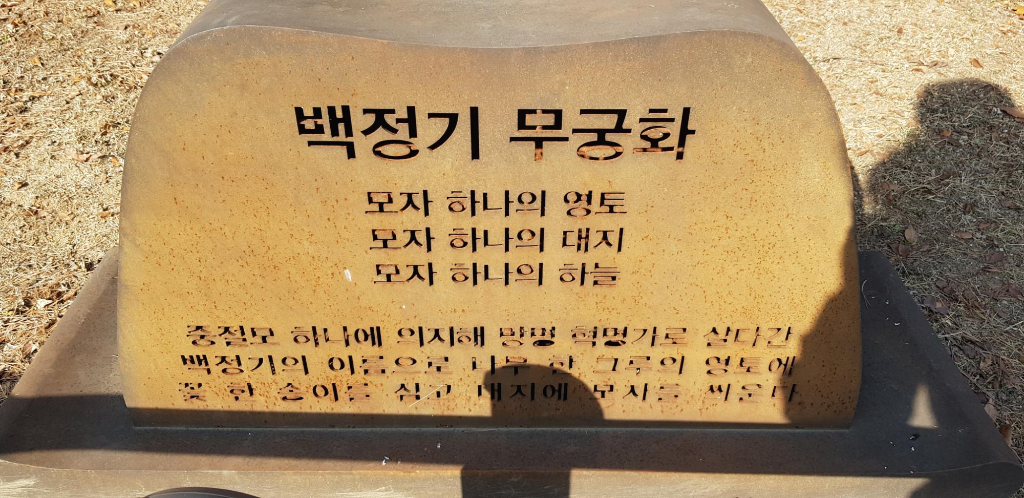 백정기 무궁화
모자 하나의 영토
모자 하나의 대지
모자 하나의 하늘
중절모 하나에 의지해 망명 혁명가로 살다간
백정기의 이름으로 나무 한 그루의 영토에
꽃 한 송이를 심고 대지에 모자를 씌운다